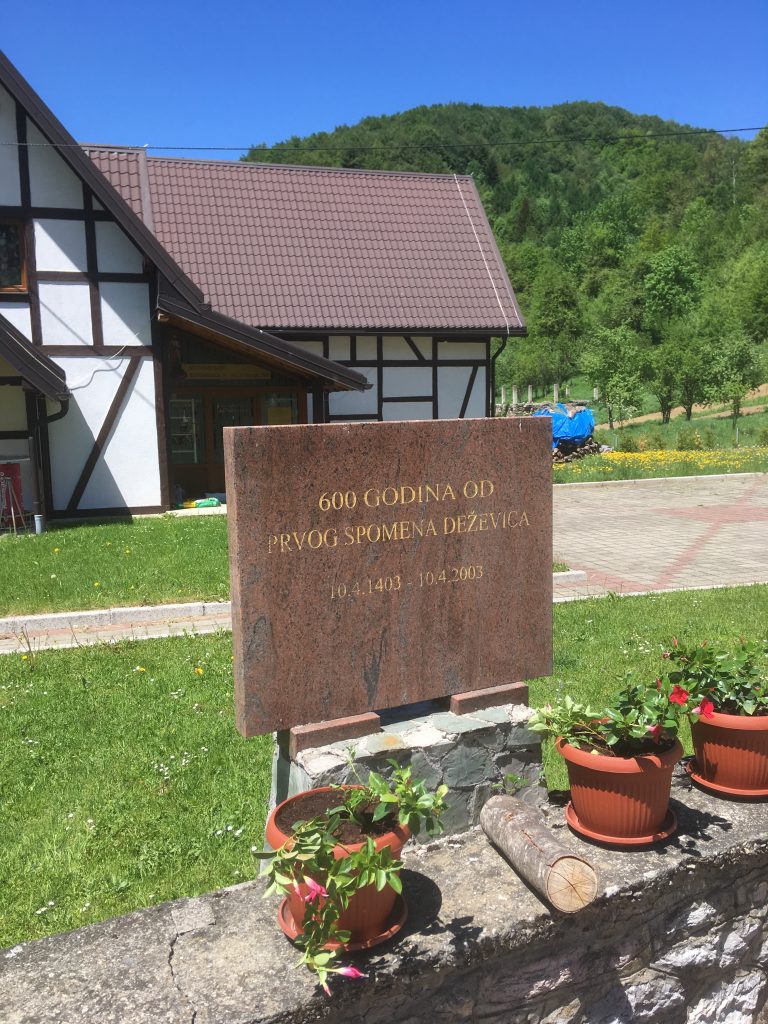 600 GODINA OD
PRVOG SPOMENA DEŽEVICA
10.4.1403 - 10.4.2003